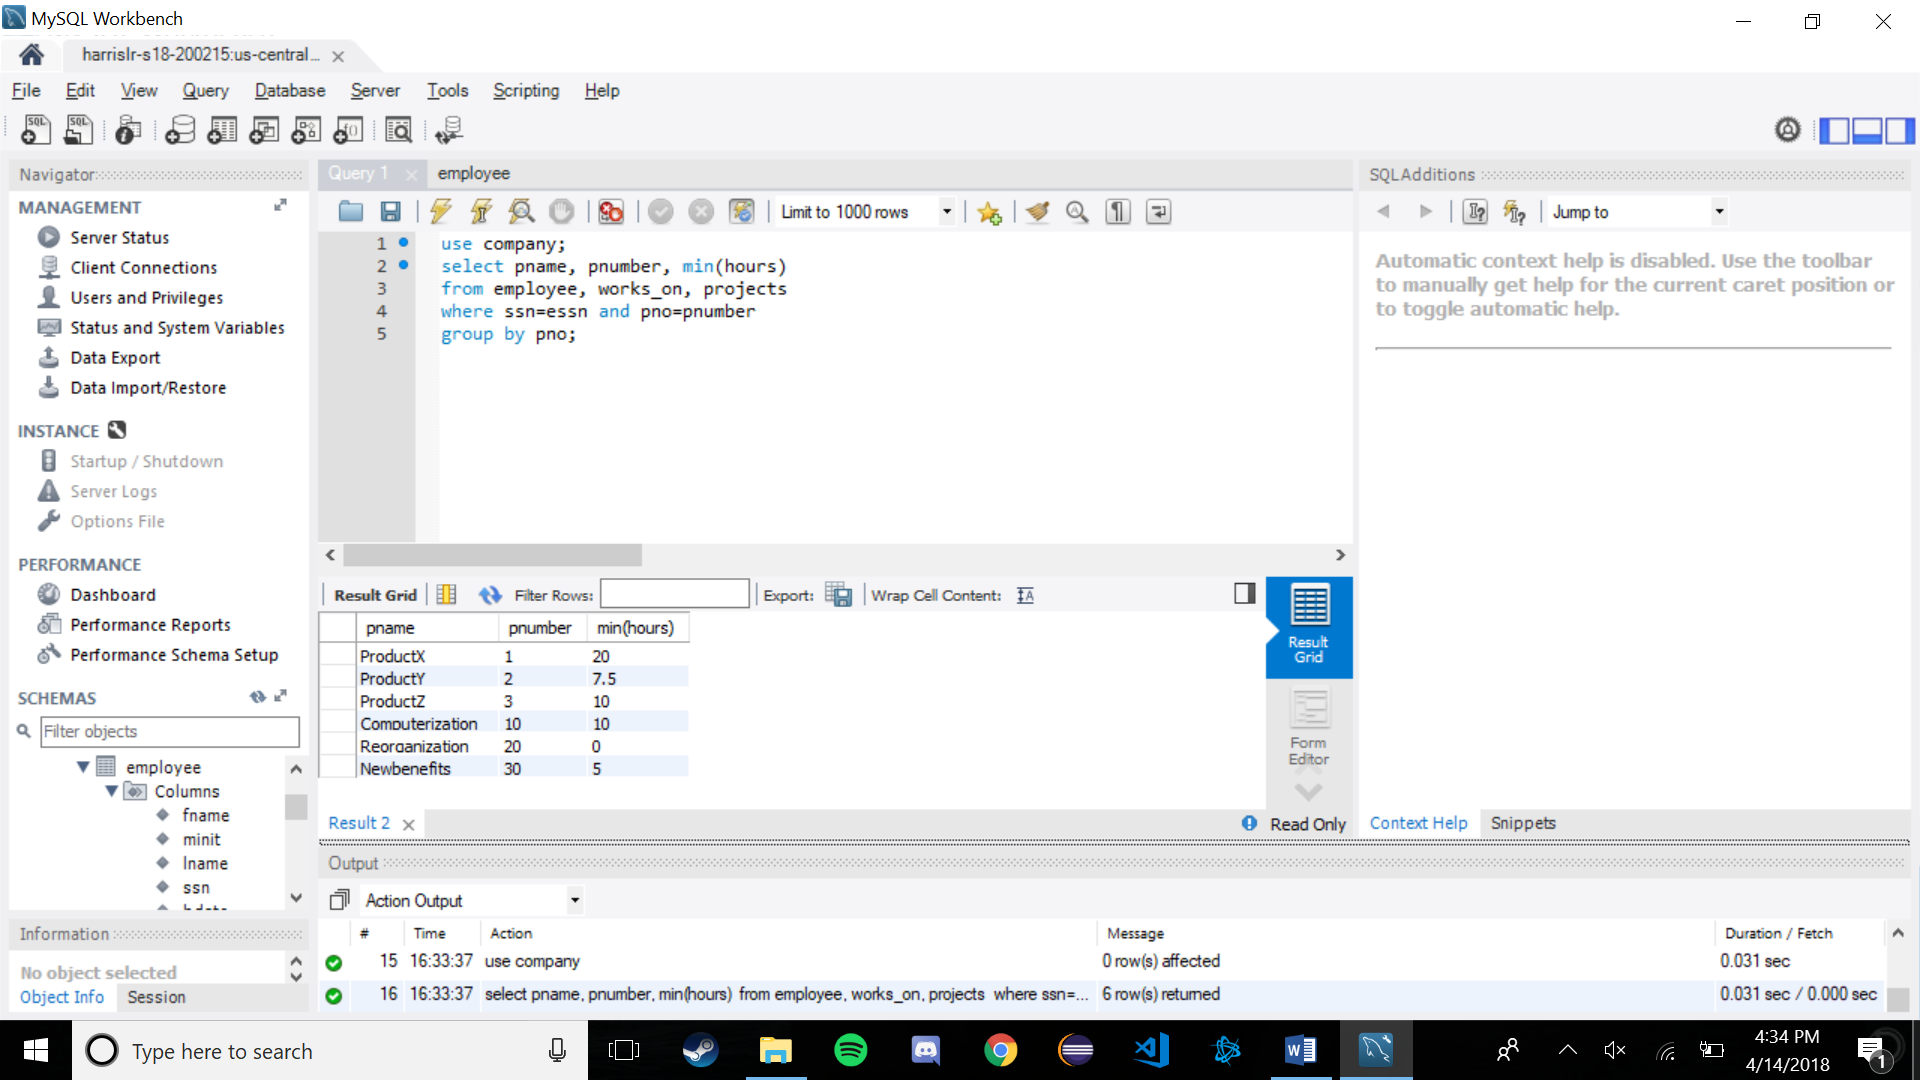 MySQL Workbench
harrislr-s18-200215:us-central...
File Edit View Query Database Server Tools Scripting Help
Navigator
MANAGEMENT
Server Status
Client Connections
Users and Privileges
Status and System Variables
Data Export
Data Import/Restore
INSTANCE
Startup / Shutdown
Server Logs
Options File
PERFORMANCE
Dashboard
Performance Reports
Performance Schema Setup
SCHEMAS
Filter objects
employee
Columns
fname
minit
lname
ssn
Information
No object selected
Object Info Session
Query 1 employee
Limit to 1000 rows
1 use company;
2 select pname, pnumber, min(hours)
3 from employee, works_on, projects
4 where ssn=essn and pno=pnumber
5 group by pno;
Result Grid Filter Rows: Export: Wrap Cell Content:
pname pnumber min(hours)
ProductX 1 20
ProductY 2 7.5
ProductZ 3 10
Computerization 10 10
Reorganization 20 0
Newbenefits 30 5
Result Grid
Form Editor
Result 2 Read Only
SQLAdditions
Jump to
Automatic context help is disabled. Use the toolbar
to manually get help for the current caret position or
to toggle automatic help.
Context Help Snippets
Output
Action Output
# Time Action Message Duration / Fetch
15 16:33:37 use company 0 row(s) affected 0.031 sec
16 16:33:37 select pname, pnumber, min(hours) from employee, works_on, projects where ssn=... 6 row(s) returned 0.031 sec / 0.000 sec
Type here to search
4:34 PM
4/14/2018
1